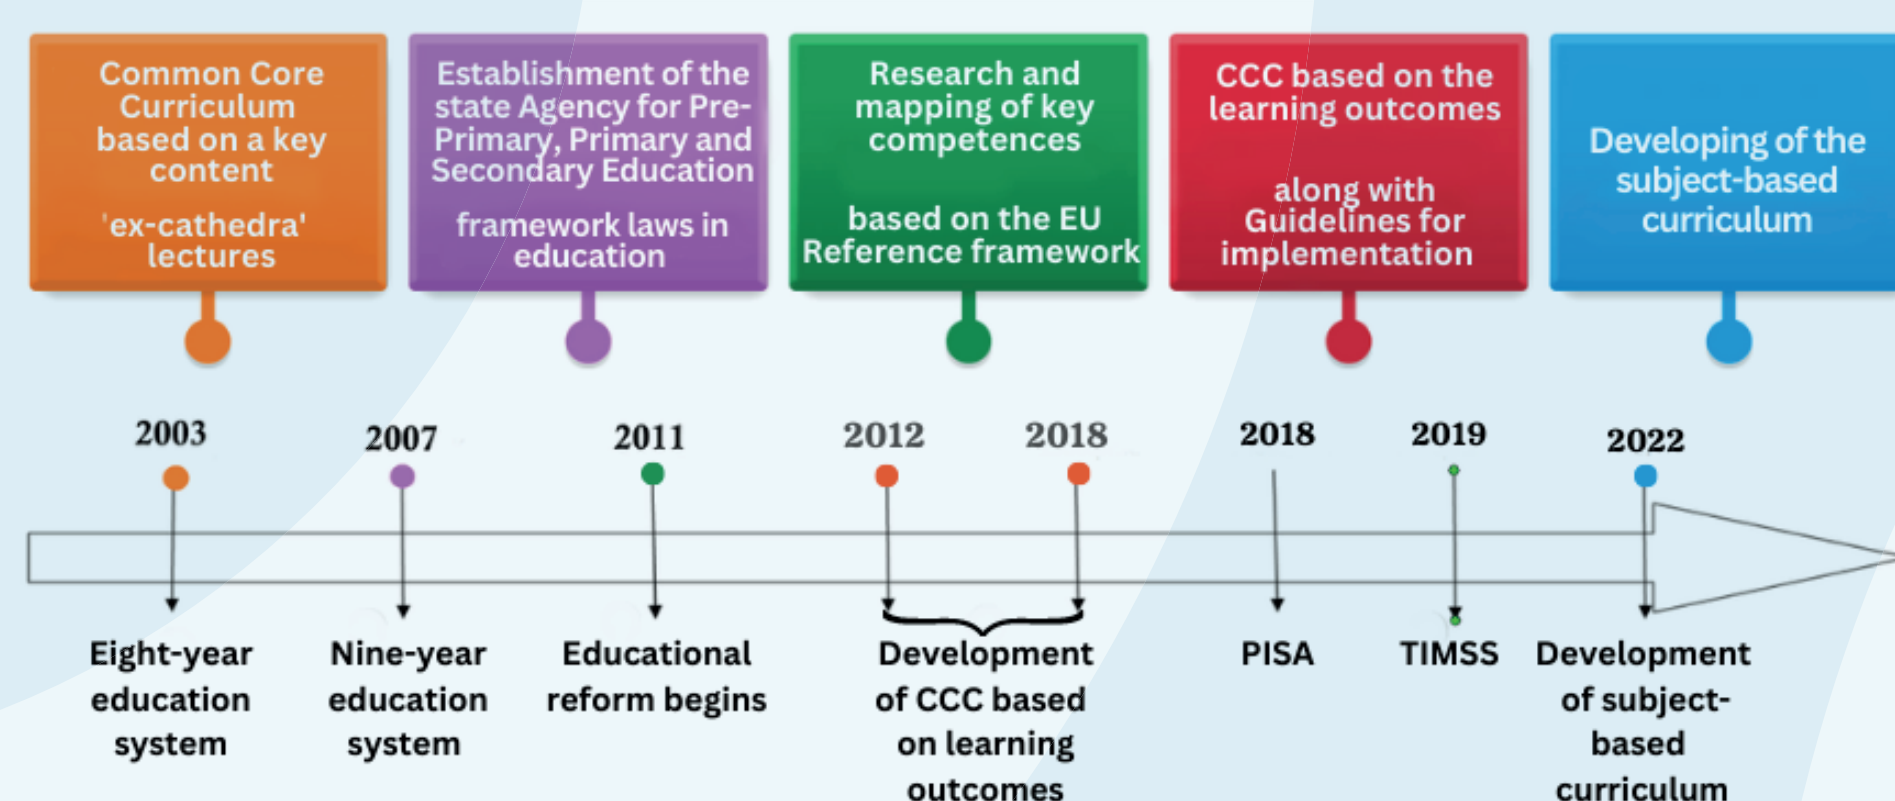 Common Core
Curriculum
based on a key
content
'ex-cathedra'
lectures
Establishment of the
state Agency for Pre-
Primary, Primary and
Secondary Education
framework laws in
education
Research and
mapping of key
competences
based on the EU
Reference framework
CCC based on the
learning outcomes
along with
Guidelines for
implementation
Developing of the
subject-based
curriculum
2003
2007
2011
2012
2018
2018
2019
2022
Eight-year
education
system
Nine-year
education
system
Educational
reform begins
Development
of CCC based
on learning
outcomes
PISA
TIMSS
Development
of subject-
based
curriculum